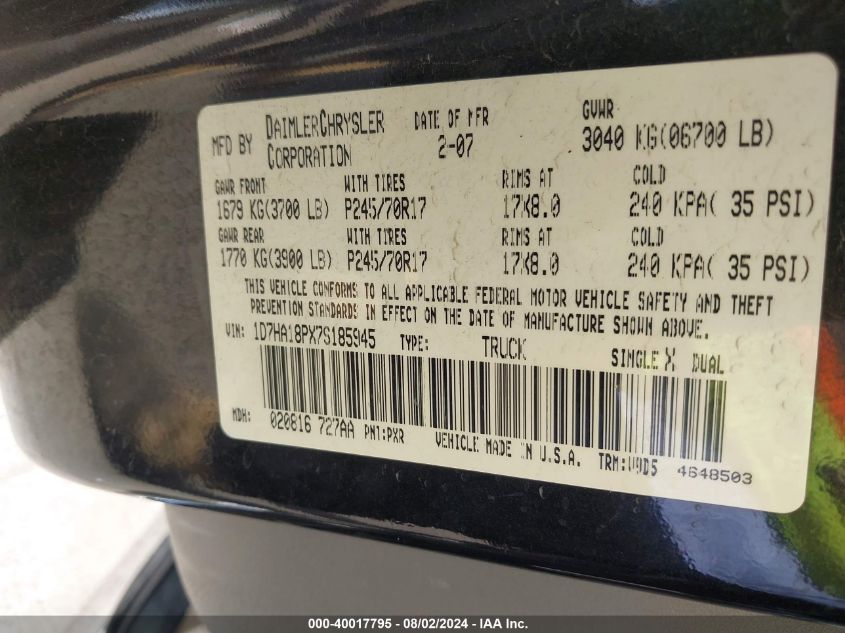 MFD BY DAIMLERCHRYSLER CORPORATION DATE OF MFR 2-07 GVWR 3040 KG(06700 LB)
GAWR FRONT WITH TIRES RIMS AT COLD
1679 KG(3700 LB) P245/70R17 17X8.0 240 KPA( 35 PSI)
GAWR REAR WITH TIRES RIMS AT COLD
1770 KG(3900 LB) P245/70R17 17X8.0 240 KPA( 35 PSI)
THIS VEHICLE CONFORMS TO ALL APPLICABLE FEDERAL MOTOR VEHICLE SAFETY AND THEFT
PREVENTION STANDARDS IN EFFECT ON THE DATE OF MANUFACTURE SHOWN ABOVE.
VIN: 1D7HA18PX7S185945 TYPE: TRUCK SINGLE X DUAL
MDH: 020816 727AA PNT:PXR VEHICLE MADE IN U.S.A. TRM:V9D5 4648503
000-40017795 - 08/02/2024 - IAA Inc.